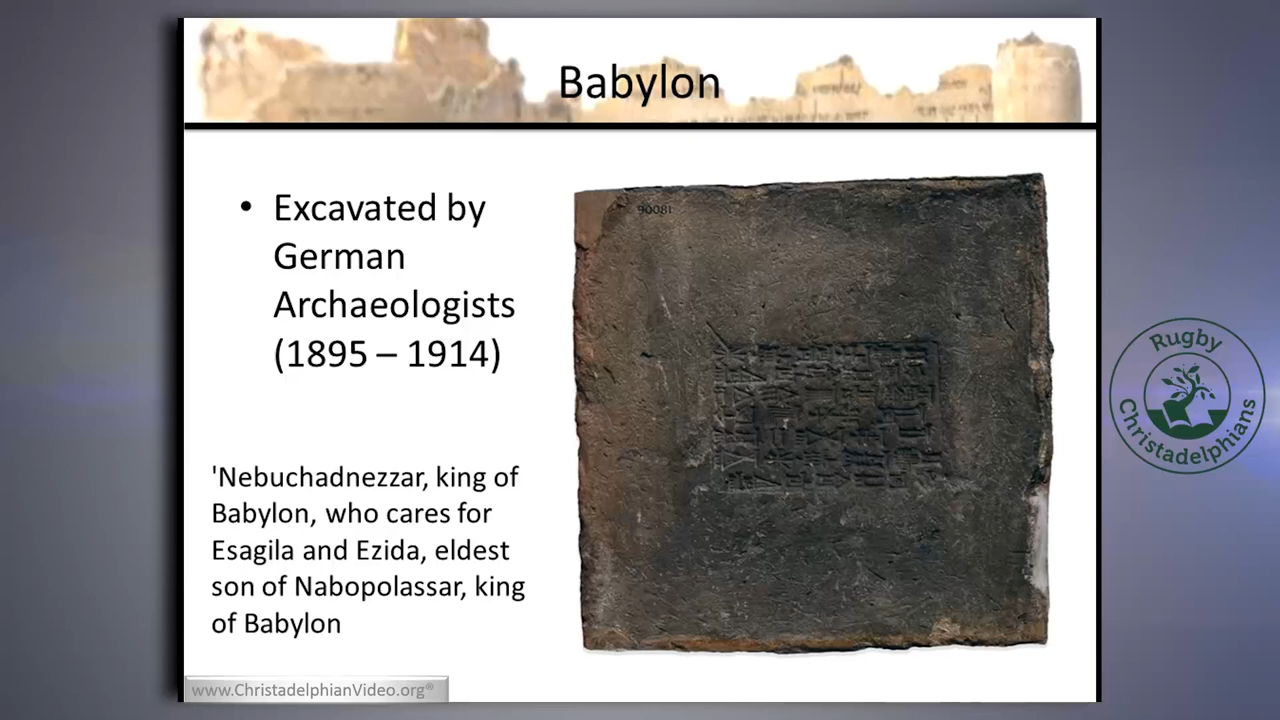 Babylon
• Excavated by
German
Archaeologists
(1895 – 1914)
'Nebuchadnezzar, king of
Babylon, who cares for
Esagila and Ezida, eldest
son of Nabopolassar, king
of Babylon
90081
Rugby
Christadelphians
www.ChristadelphianVideo.org®